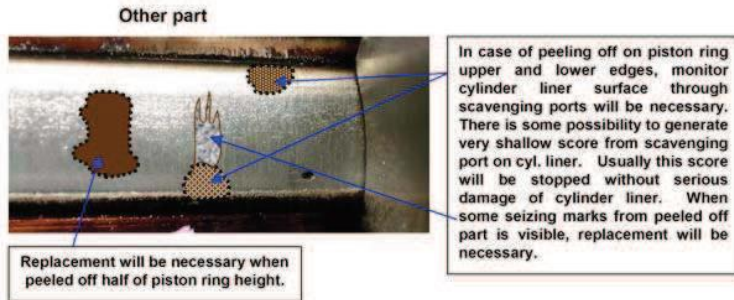 Other part
In case of peeling off on piston ring
upper and lower edges, monitor
cylinder liner surface through
scavenging ports will be necessary.
There is some possibility to generate
very shallow score from scavenging
port on cyl. liner. Usually this score
will be stopped without serious
damage of cylinder liner. When
some seizing marks from peeled off
part is visible, replacement will be
necessary.
Replacement will be necessary when
peeled off half of piston ring height.